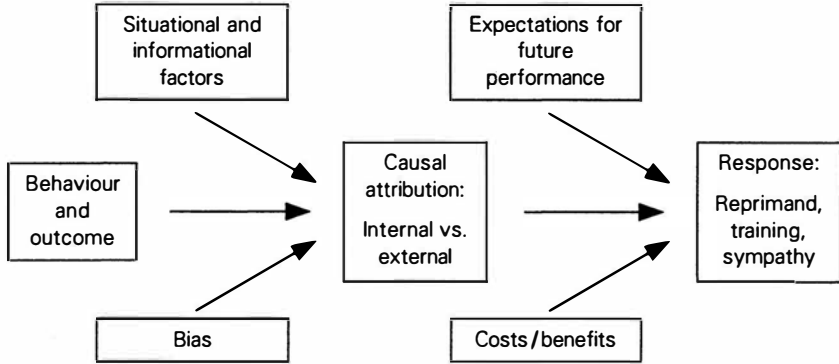 Situational and
informational
factors
Expectations for
future
performance
Behaviour
and
outcome
Causal
attribution:
Internal vs.
external
Response:
Reprimand,
training,
sympathy
Bias
Costs/benefits